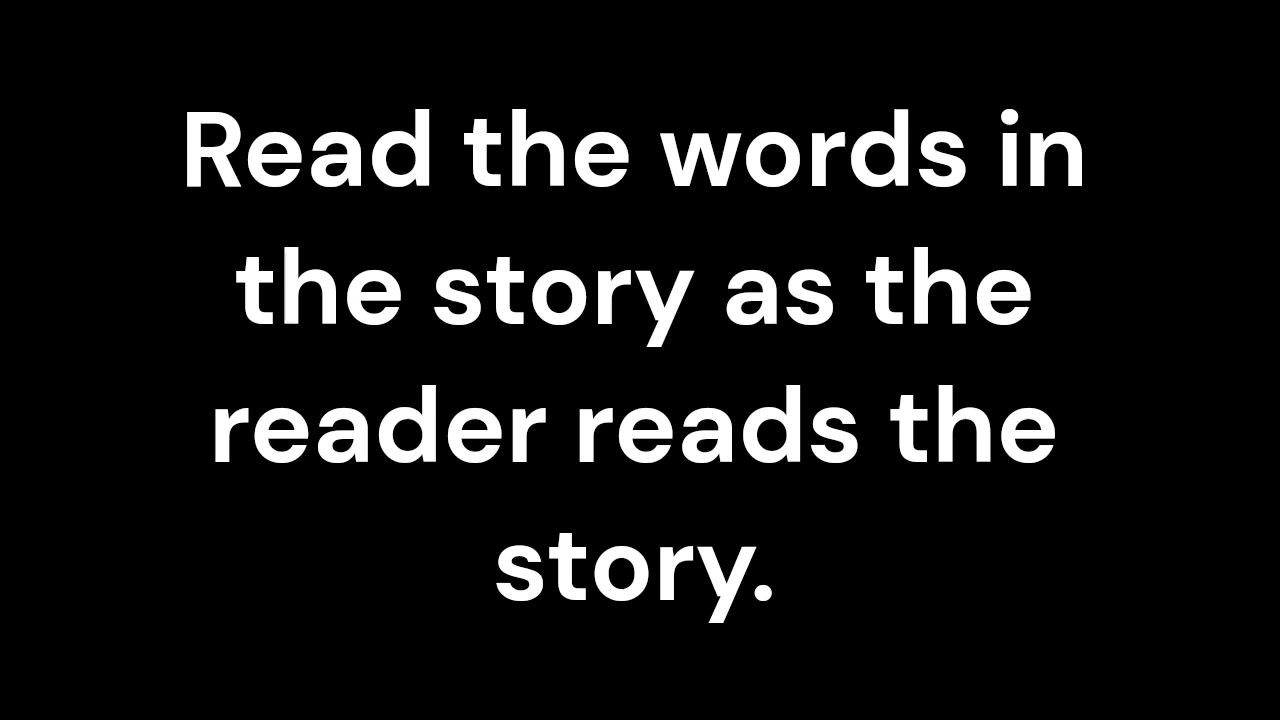 Read the words in
the story as the
reader reads the
story.